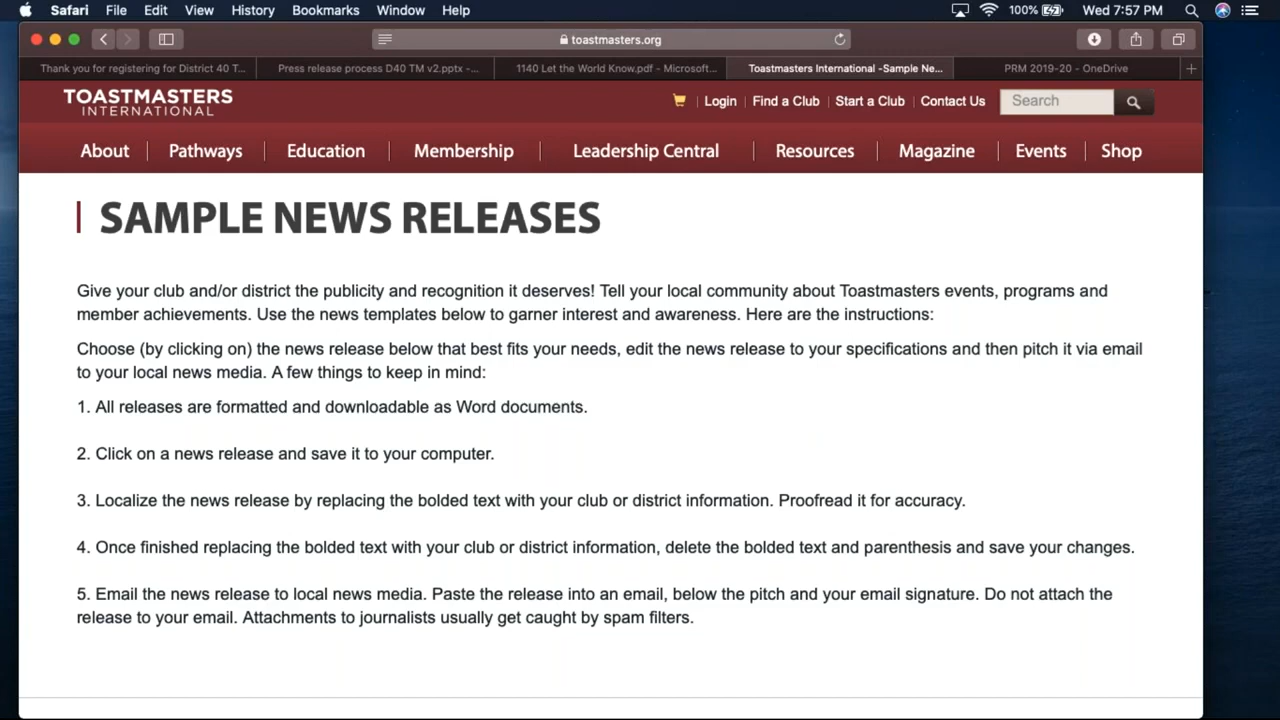 Safari File Edit View History Bookmarks Window Help 100% Wed 7:57 PM
toastmasters.org
Thank you for registering for District 40 T... Press release process D40 TM v2.pptx -... 1140 Let the World Know.pdf - Microsoft... Toastmasters International -Sample Ne... PRM 2019-20 - OneDrive
TOASTMASTERS
INTERNATIONAL
Login Find a Club Start a Club Contact Us Search
About Pathways Education Membership Leadership Central Resources Magazine Events Shop
SAMPLE NEWS RELEASES
Give your club and/or district the publicity and recognition it deserves! Tell your local community about Toastmasters events, programs and
member achievements. Use the news templates below to garner interest and awareness. Here are the instructions:
Choose (by clicking on) the news release below that best fits your needs, edit the news release to your specifications and then pitch it via email
to your local news media. A few things to keep in mind:
1. All releases are formatted and downloadable as Word documents.
2. Click on a news release and save it to your computer.
3. Localize the news release by replacing the bolded text with your club or district information. Proofread it for accuracy.
4. Once finished replacing the bolded text with your club or district information, delete the bolded text and parenthesis and save your changes.
5. Email the news release to local news media. Paste the release into an email, below the pitch and your email signature. Do not attach the
release to your email. Attachments to journalists usually get caught by spam filters.